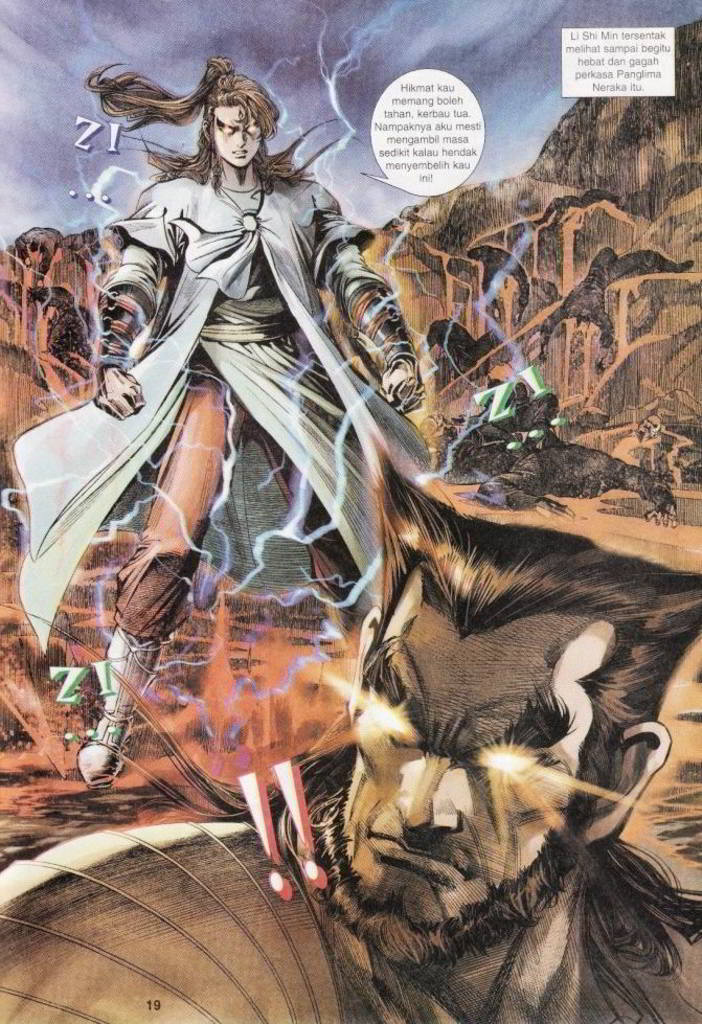 Li Shi Min tersentak
melihat sampai begitu
hebat dan gagah
perkasa Panglima
Neraka itu.
Hikmat kau
memang boleh
tahan, kerbau tua.
Nampaknya aku mesti
mengambil masa
sedikit kalau hendak
menyembelih kau
ini!
ZI
...
ZI
...
ZI
...
!!
19